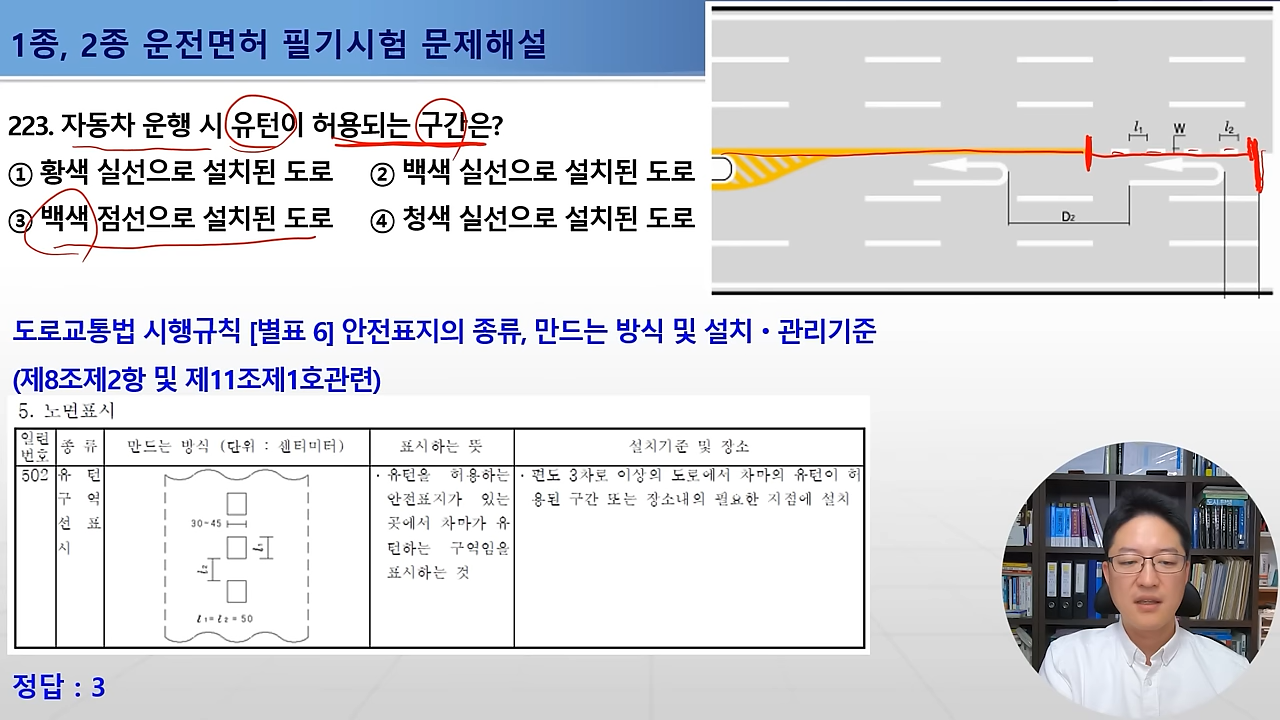 1종, 2종 운전면허 필기시험 문제해설
223. 자동차 운행 시 유턴이 허용되는 구간은?
① 황색 실선으로 설치된 도로 ② 백색 실선으로 설치된 도로
③ 백색 점선으로 설치된 도로 ④ 청색 실선으로 설치된 도로
l₁ W l₂
D₂
도로교통법 시행규칙 [별표 6] 안전표지의 종류, 만드는 방식 및 설치・관리기준
(제8조제2항 및 제11조제1호관련)
5. 노면표시
일련번호 종 류 만드는 방식 (단위 : 센티미터) 표시하는 뜻 설치기준 및 장소
502 유 턴 · 유턴을 허용하는 · 편도 3차로 이상의 도로에서 차마의 유턴이 허
구 역 안전표지가 있는 용된 구간 또는 장소내의 필요한 지점에 설치
선 표 30~45 곳에서 차마가 유
시 l₂ l₁ 턴하는 구역임을
표시하는 것
l₁= l₂ = 50
정답 : 3